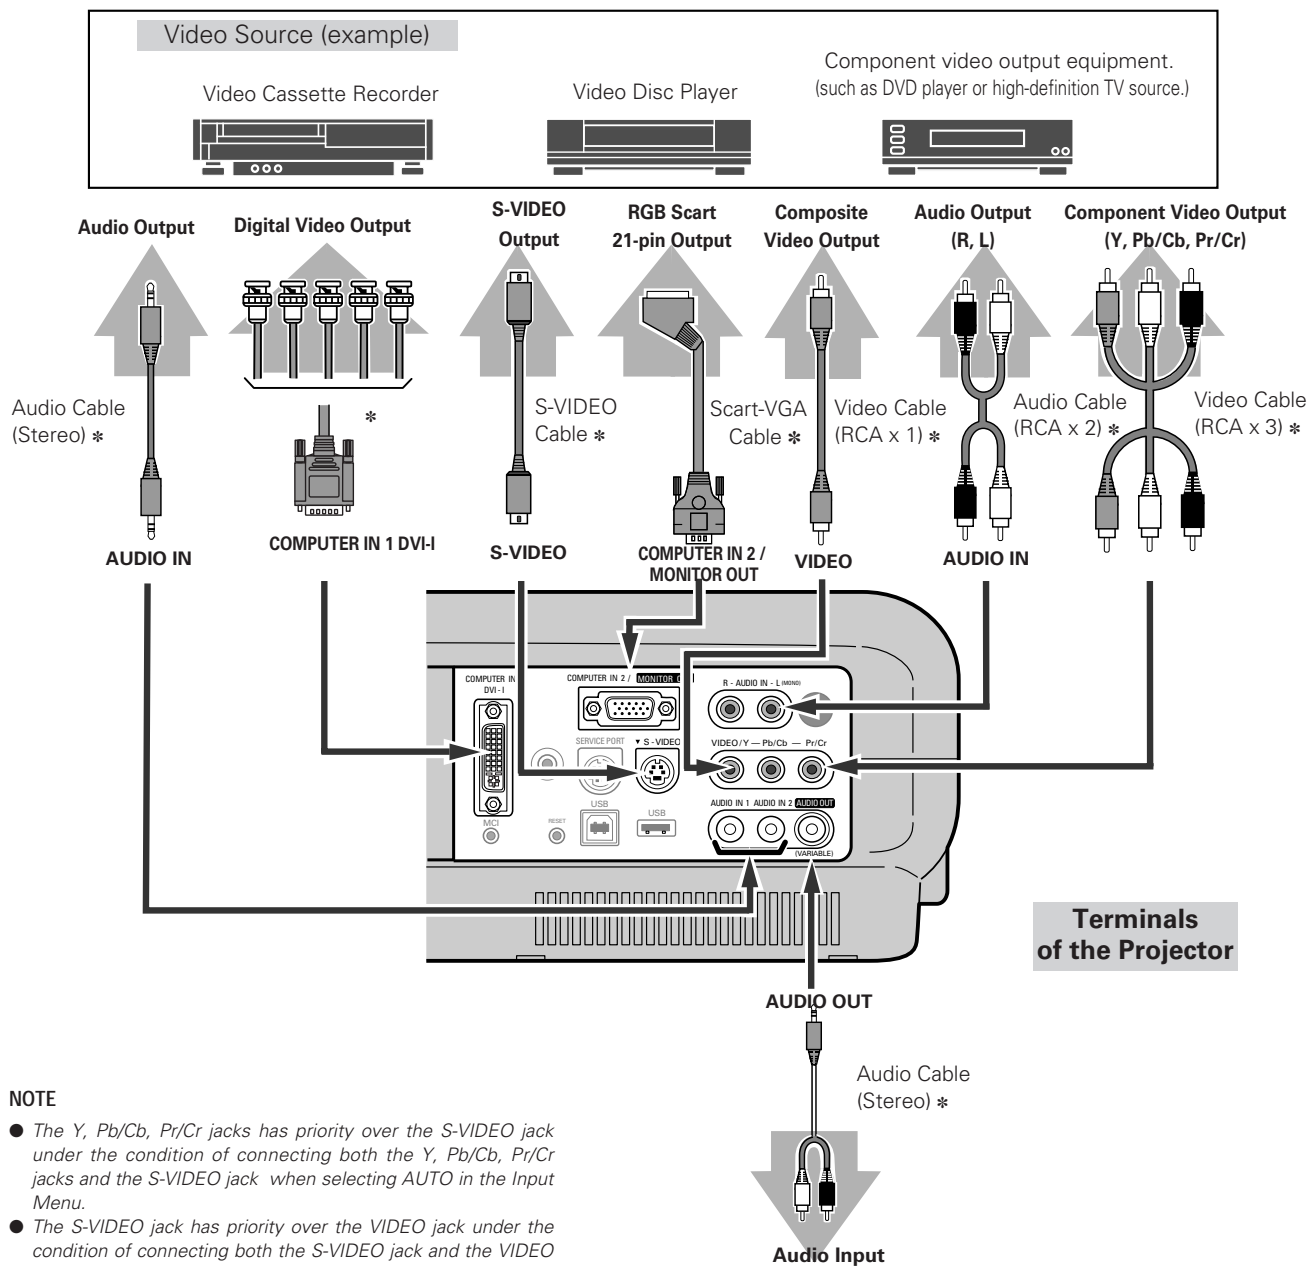 Video Source (example)
Video Cassette Recorder
Video Disc Player
Component video output equipment.
(such as DVD player or high-definition TV source.)
Audio Output
Digital Video Output
S-VIDEO
Output
RGB Scart
21-pin Output
Composite
Video Output
Audio Output
(R, L)
Component Video Output
(Y, Pb/Cb, Pr/Cr)
Audio Cable
(Stereo) *
*
S-VIDEO
Cable *
Scart-VGA
Cable *
Video Cable
(RCA x 1) *
Audio Cable
(RCA x 2) *
Video Cable
(RCA x 3) *
AUDIO IN
COMPUTER IN 1 DVI-I
S-VIDEO
COMPUTER IN 2 /
MONITOR OUT
VIDEO
AUDIO IN
COMPUTER IN
DVI - I
COMPUTER IN 2 / MONITOR O
R - AUDIO IN - L (MONO)
SERVICE PORT
▼ S - VIDEO
VIDEO/Y — Pb/Cb — Pr/Cr
USB
USB
MCI
RESET
AUDIO IN 1 AUDIO IN 2 AUDIO OUT
(VARIABLE)
Terminals
of the Projector
AUDIO OUT
Audio Cable
(Stereo) *
Audio Input
NOTE
● The Y, Pb/Cb, Pr/Cr jacks has priority over the S-VIDEO jack
under the condition of connecting both the Y, Pb/Cb, Pr/Cr
jacks and the S-VIDEO jack when selecting AUTO in the Input
Menu.
● The S-VIDEO jack has priority over the VIDEO jack under the
condition of connecting both the S-VIDEO jack and the VIDEO